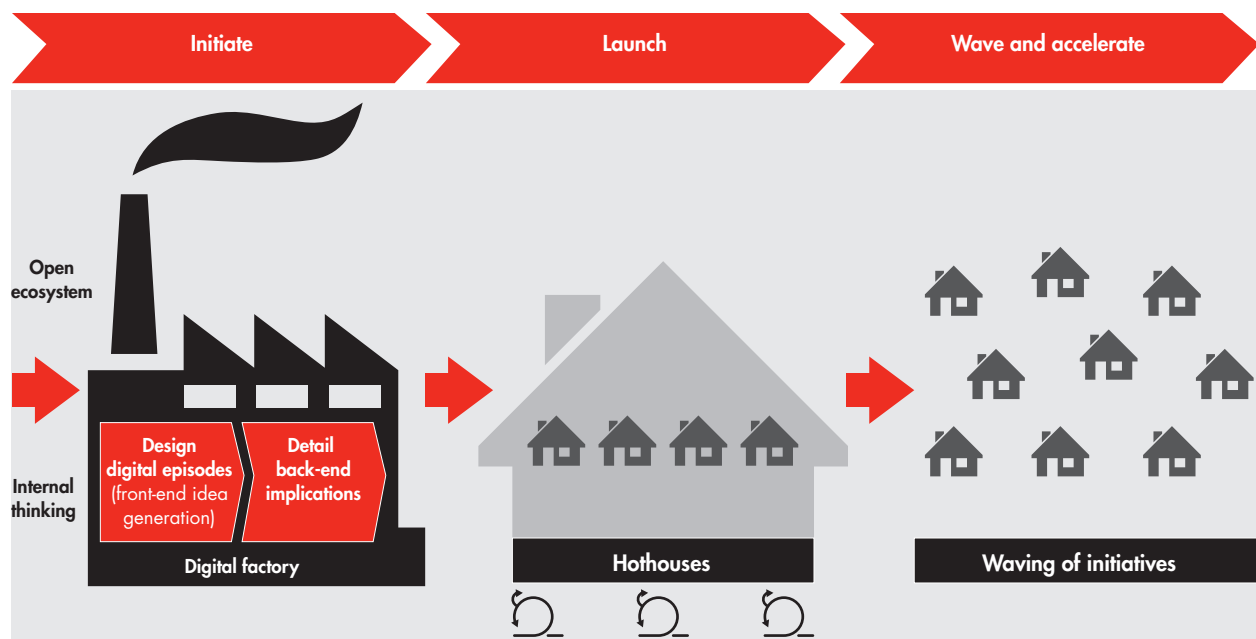 Initiate
Launch
Wave and accelerate
Open
ecosystem
Internal
thinking
Design
digital episodes
(front-end idea
generation)
Detail
back-end
implications
Digital factory
Hothouses
Waving of initiatives